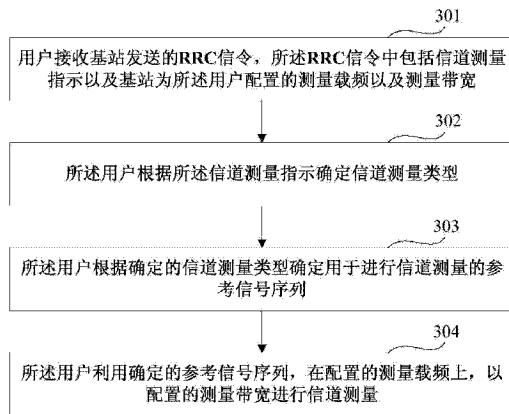 301
用户接收基站发送的RRC信令，所述RRC信令中包括信道测量
指示以及基站为所述用户配置的测量载频以及测量带宽
302
所述用户根据所述信道测量指示确定信道测量类型
303
所述用户根据确定的信道测量类型确定用于进行信道测量的参
考信号序列
304
所述用户利用确定的参考信号序列，在配置的测量载频上，以
配置的测量带宽进行信道测量